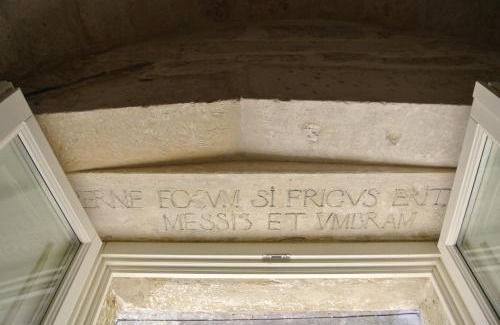 ERNE FOCVM SI FRIGVS ERIT
MESSIS ET VMBRAM